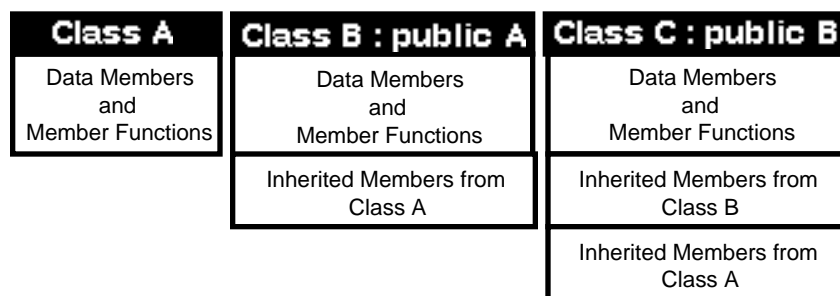 Class A
Data Members
and
Member Functions
Class B : public A
Data Members
and
Member Functions
Inherited Members from
Class A
Class C : public B
Data Members
and
Member Functions
Inherited Members from
Class B
Inherited Members from
Class A